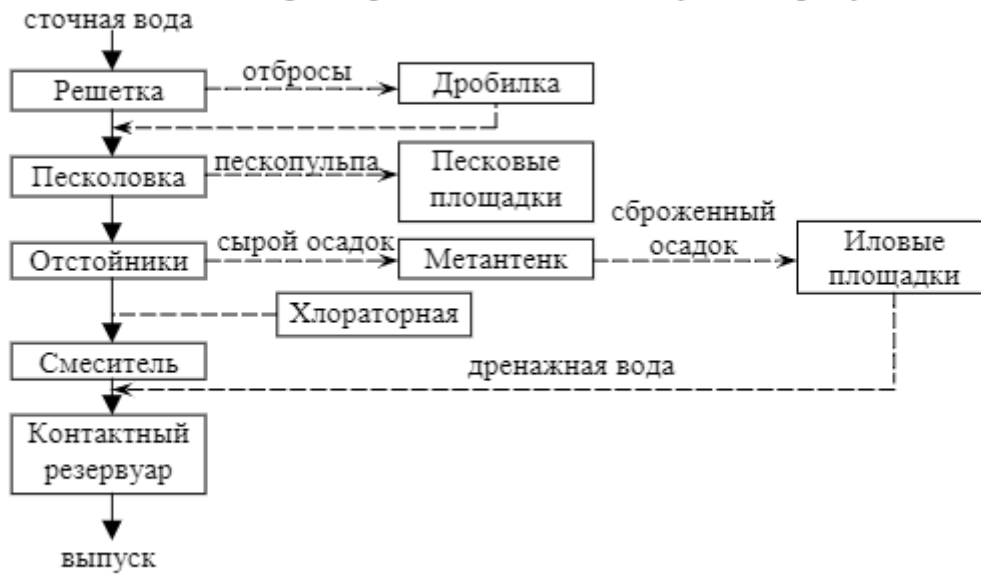 сточная вода
Решетка
отбросы
Дробилка
Песколовка
пескопульпа
Песковые
площадки
Отстойники
сырой осадок
Метантенк
сброженный
осадок
Иловые
площадки
Хлораторная
Смеситель
дренажная вода
Контактный
резервуар
выпуск